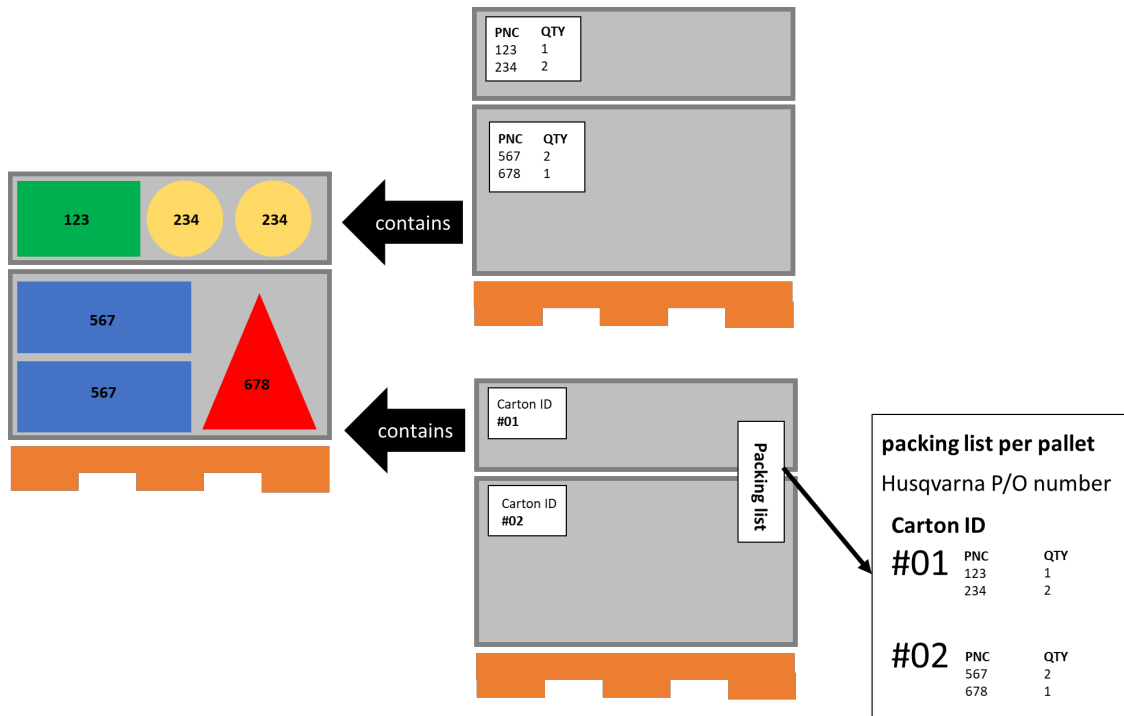 PNC QTY
123 1
234 2
PNC QTY
567 2
678 1
123 234 234
567
567
678
contains
contains
Carton ID
#01
Carton ID
#02
Packing list
packing list per pallet
Husqvarna P/O number
Carton ID
#01 PNC QTY
123 1
234 2
#02 PNC QTY
567 2
678 1